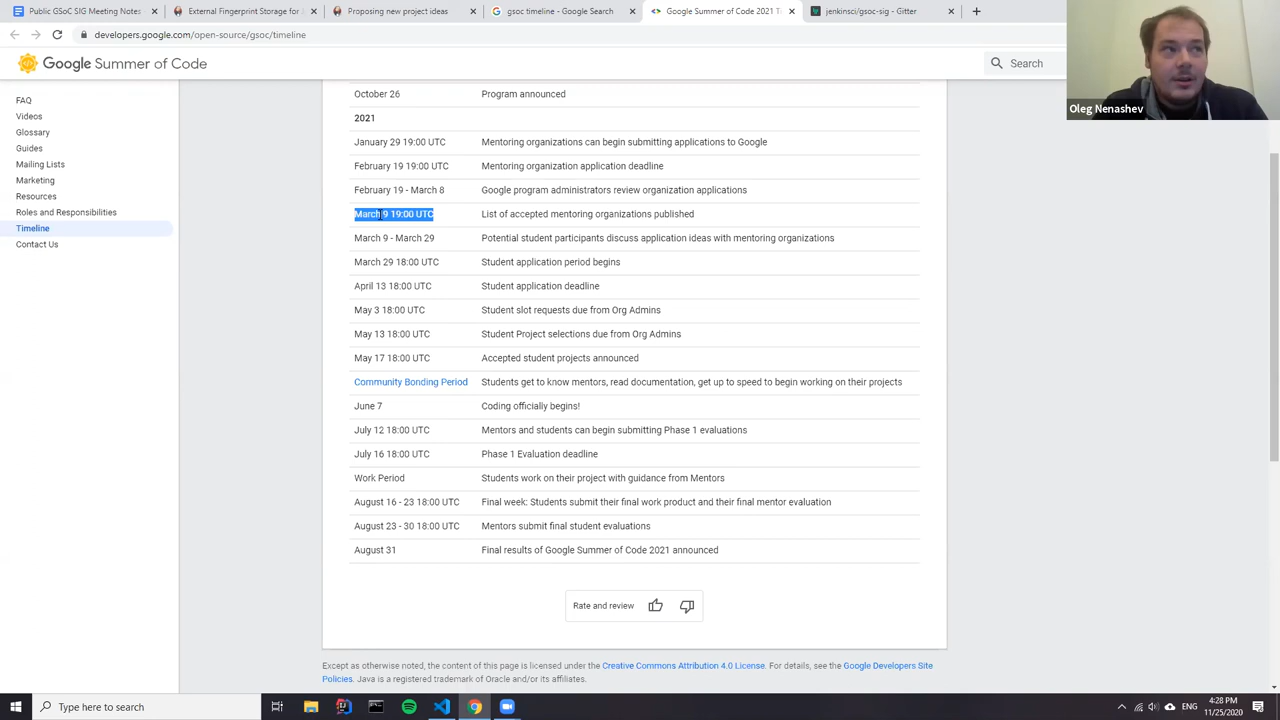 Public GSoC SIG Meeting Notes
External Fingerprint Storage for J
Proposing new project ideas
gsoc timeline - Google Search
Google Summer of Code 2021 T
jenkinsci/gsoc-sig - Gitter
developers.google.com/open-source/gsoc/timeline
Google Summer of Code
Search
Oleg Nenashev
FAQ
Videos
Glossary
Guides
Mailing Lists
Marketing
Resources
Roles and Responsibilities
Timeline
Contact Us
October 26 Program announced
2021
January 29 19:00 UTC Mentoring organizations can begin submitting applications to Google
February 19 19:00 UTC Mentoring organization application deadline
February 19 - March 8 Google program administrators review organization applications
March 9 19:00 UTC List of accepted mentoring organizations published
March 9 - March 29 Potential student participants discuss application ideas with mentoring organizations
March 29 18:00 UTC Student application period begins
April 13 18:00 UTC Student application deadline
May 3 18:00 UTC Student slot requests due from Org Admins
May 13 18:00 UTC Student Project selections due from Org Admins
May 17 18:00 UTC Accepted student projects announced
Community Bonding Period Students get to know mentors, read documentation, get up to speed to begin working on their projects
June 7 Coding officially begins!
July 12 18:00 UTC Mentors and students can begin submitting Phase 1 evaluations
July 16 18:00 UTC Phase 1 Evaluation deadline
Work Period Students work on their project with guidance from Mentors
August 16 - 23 18:00 UTC Final week: Students submit their final work product and their final mentor evaluation
August 23 - 30 18:00 UTC Mentors submit final student evaluations
August 31 Final results of Google Summer of Code 2021 announced
Rate and review
Except as otherwise noted, the content of this page is licensed under the Creative Commons Attribution 4.0 License. For details, see the Google Developers Site
Policies. Java is a registered trademark of Oracle and/or its affiliates.
Type here to search
ENG
4:28 PM
11/25/2020